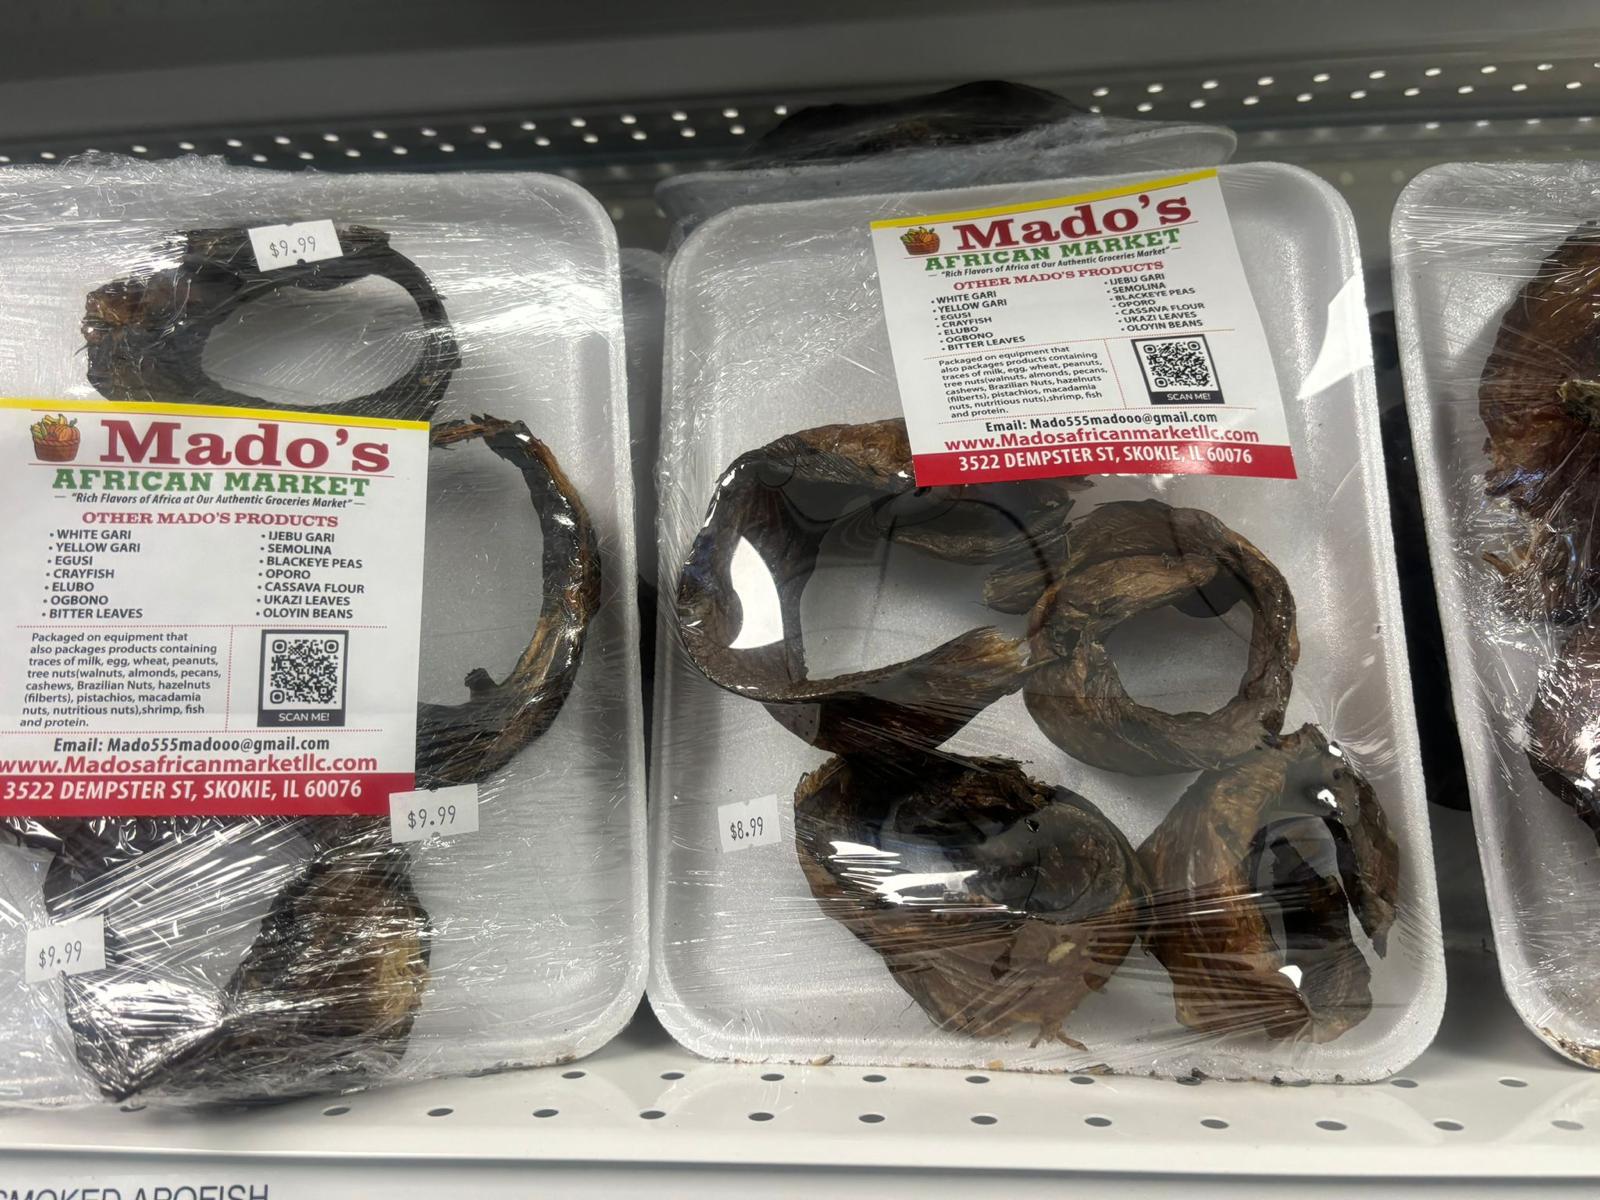 $9.99
Mado's
AFRICAN MARKET
"Rich Flavors of Africa at Our Authentic Groceries Market"
OTHER MADO'S PRODUCTS
• WHITE GARI
• YELLOW GARI
• EGUSI
• CRAYFISH
• ELUBO
• OGBONO
• BITTER LEAVES
• IJEBU GARI
• SEMOLINA
• BLACKEYE PEAS
• OPORO
• CASSAVA FLOUR
• UKAZI LEAVES
• OLOYIN BEANS
Packaged on equipment that
also packages products containing
traces of milk, egg, wheat, peanuts,
tree nuts(walnuts, almonds, pecans,
cashews, Brazilian Nuts, hazelnuts
(filberts), pistachios, macadamia
nuts, nutritious nuts),shrimp, fish
and protein.
SCAN ME!
Email: Mado555madooo@gmail.com
www.Madosafricanmarketllc.com
3522 DEMPSTER ST, SKOKIE, IL 60076
$9.99
$9.99
Mado's
AFRICAN MARKET
"Rich Flavors of Africa at Our Authentic Groceries Market"
OTHER MADO'S PRODUCTS
• WHITE GARI
• YELLOW GARI
• EGUSI
• CRAYFISH
• ELUBO
• OGBONO
• BITTER LEAVES
• IJEBU GARI
• SEMOLINA
• BLACKEYE PEAS
• OPORO
• CASSAVA FLOUR
• UKAZI LEAVES
• OLOYIN BEANS
Packaged on equipment that
also packages products containing
traces of milk, egg, wheat, peanuts,
tree nuts(walnuts, almonds, pecans,
cashews, Brazilian Nuts, hazelnuts
(filberts), pistachios, macadamia
nuts, nutritious nuts),shrimp, fish
and protein.
SCAN ME!
Email: Mado555madooo@gmail.com
www.Madosafricanmarketllc.com
3522 DEMPSTER ST, SKOKIE, IL 60076
$8.99
SMOKED APOFISH